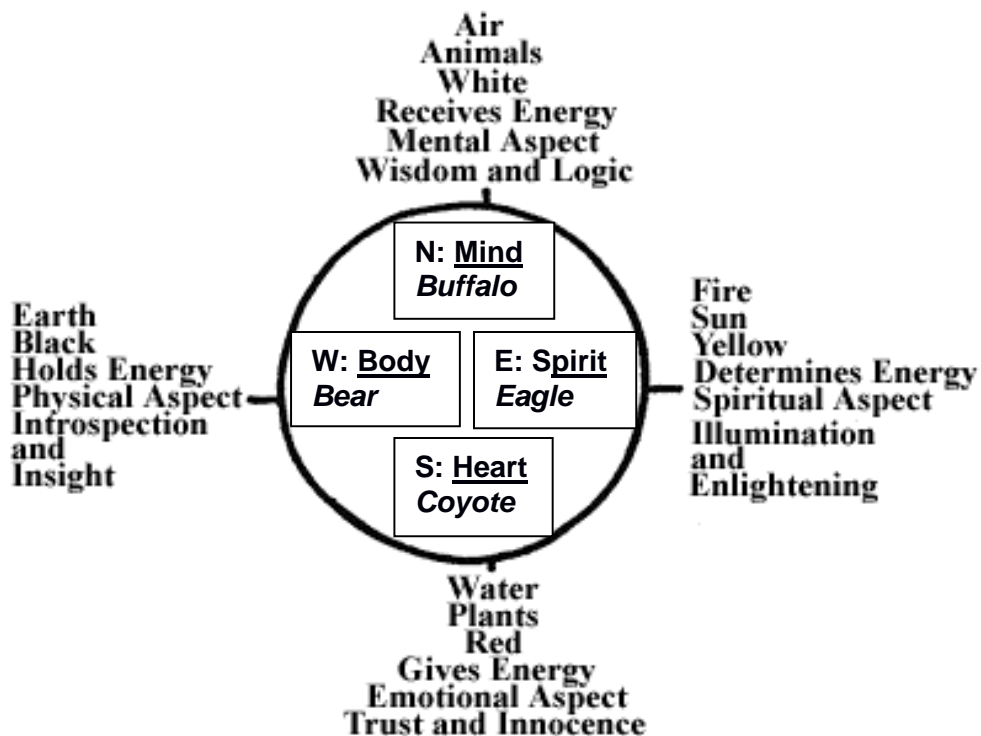 Air
Animals
White
Receives Energy
Mental Aspect
Wisdom and Logic
N: Mind
Buffalo
Earth
Black
Holds Energy
Physical Aspect
Introspection
and
Insight
W: Body
Bear
E: Spirit
Eagle
Fire
Sun
Yellow
Determines Energy
Spiritual Aspect
Illumination
and
Enlightening
S: Heart
Coyote
Water
Plants
Red
Gives Energy
Emotional Aspect
Trust and Innocence